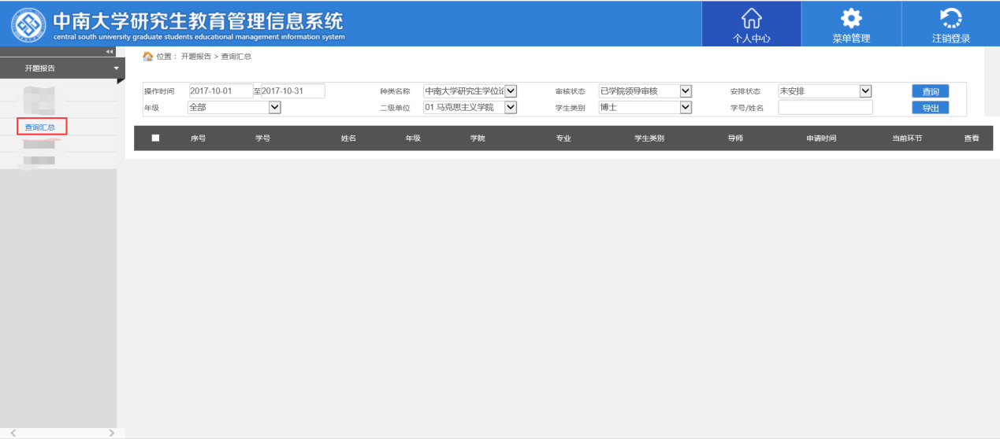 中南大学研究生教育管理信息系统
central south university graduate students educational management information system
个人中心 菜单管理 注销登录
开题报告
位置： 开题报告 > 查询汇总
操作时间 2017-10-01 至2017-10-31 种类名称 中南大学研究生学位 审核状态 已学院领导审核 安排状态 未安排 查询
年级 全部 二级单位 01 马克思主义学院 学生类别 博士 学号/姓名 导出
查询汇总
序号 学号 姓名 年级 学院 专业 学生类别 导师 申请时间 当前环节 查看